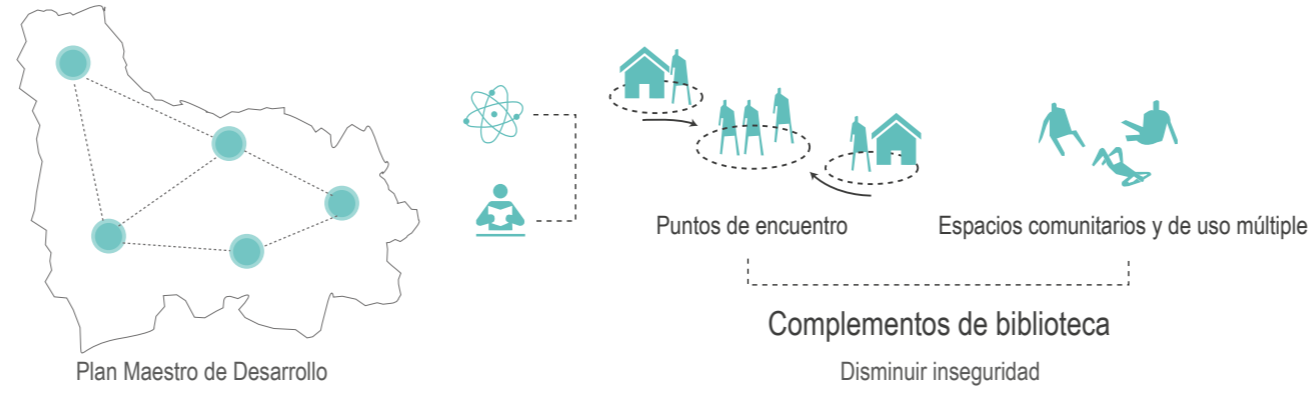 Puntos de encuentro
Espacios comunitarios y de uso múltiple
Complementos de biblioteca
Plan Maestro de Desarrollo
Disminuir inseguridad